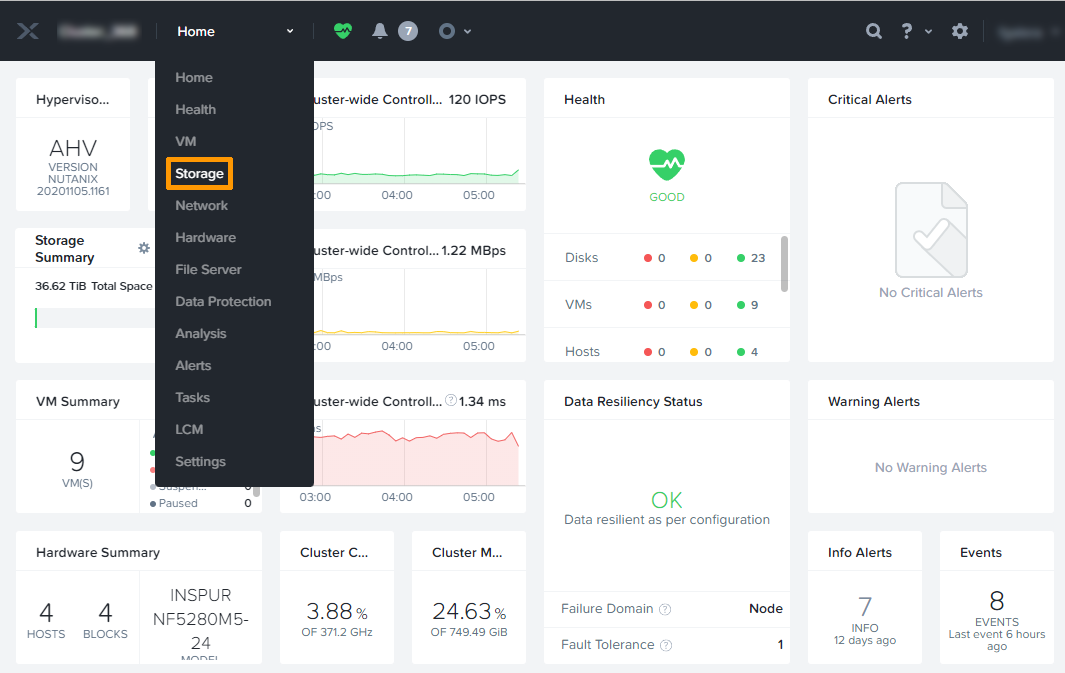 Home
7
?
Home
Health
VM
Storage
Network
Hardware
File Server
Data Protection
Analysis
Alerts
Tasks
LCM
Settings
Hyperviso...
AHV
VERSION
NUTANIX
20201105.1161
uster-wide Controll... 120 IOPS
OPS
:00 04:00 05:00
Health
GOOD
Disks 0 0 23
VMs 0 0 9
Hosts 0 0 4
Critical Alerts
No Critical Alerts
Storage
Summary
36.62 TiB Total Space
uster-wide Control... 1.22 MBps
MBps
:00 04:00 05:00
VM Summary
9
VM(S)
Suspen... 0
Paused 0
uster-wide Controll... ? 1.34 ms
ms
03:00 04:00 05:00
Data Resiliency Status
OK
Data resilient as per configuration
Failure Domain ? Node
Fault Tolerance ? 1
Warning Alerts
No Warning Alerts
Hardware Summary
4
HOSTS
4
BLOCKS
INSPUR
NF5280M5-
24
MODEL
Cluster C...
3.88 %
OF 371.2 GHz
Cluster M...
24.63 %
OF 749.49 GiB
Info Alerts
7
INFO
12 days ago
Events
8
EVENTS
Last event 6 hours
ago